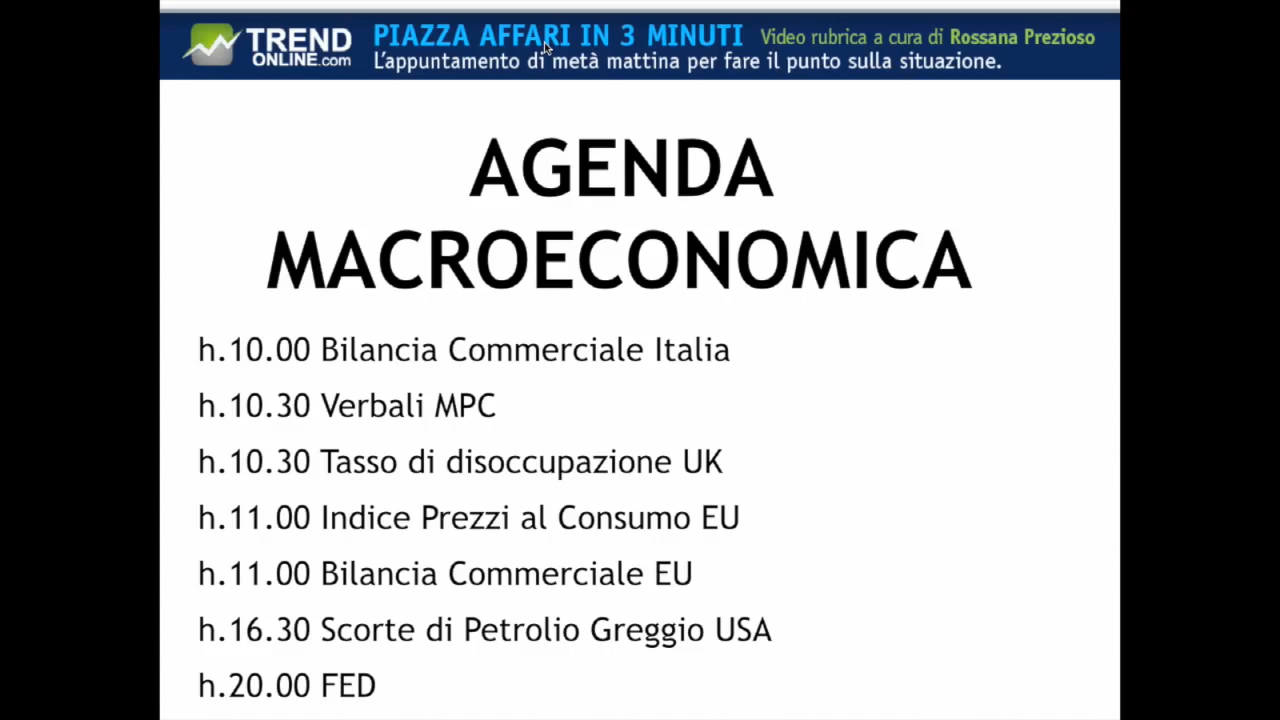 TREND
ONLINE.com
PIAZZA AFFARI IN 3 MINUTI Video rubrica a cura di Rossana Prezioso
L'appuntamento di metà mattina per fare il punto sulla situazione.
AGENDA
MACROECONOMICA
h.10.00 Bilancia Commerciale Italia
h.10.30 Verbali MPC
h.10.30 Tasso di disoccupazione UK
h.11.00 Indice Prezzi al Consumo EU
h.11.00 Bilancia Commerciale EU
h.16.30 Scorte di Petrolio Greggio USA
h.20.00 FED